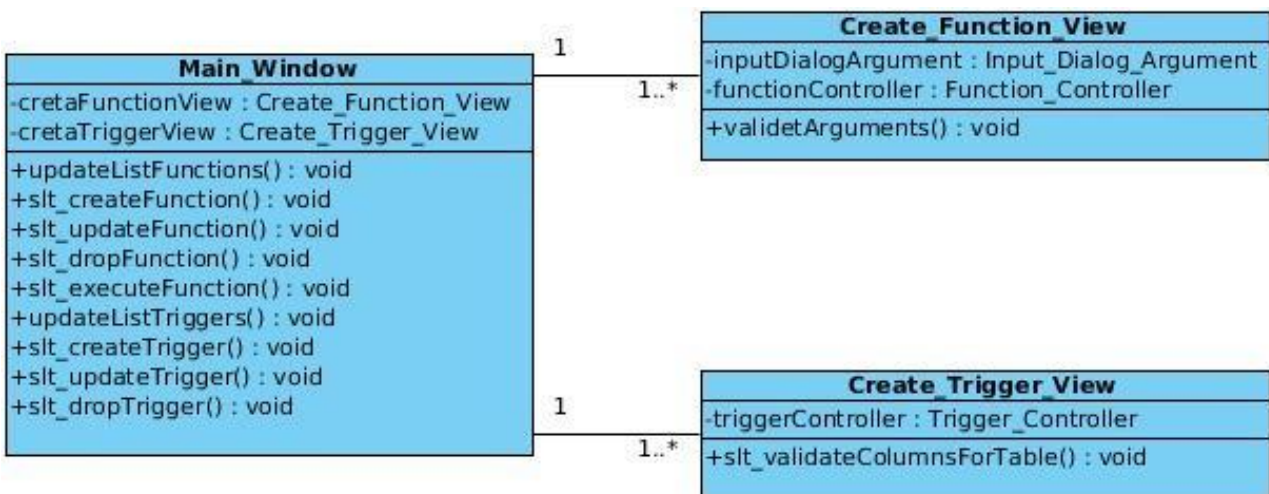 Main_Window
-cretaFunctionView : Create_Function_View
-cretaTriggerView : Create_Trigger_View
+updateListFunctions() : void
+slt_createFunction() : void
+slt_updateFunction() : void
+slt_dropFunction() : void
+slt_executeFunction() : void
+updateListTriggers() : void
+slt_createTrigger() : void
+slt_updateTrigger() : void
+slt_dropTrigger() : void
1
1..*
Create_Function_View
-inputDialogArgument : Input_Dialog_Argument
-functionController : Function_Controller
+validetArguments() : void
1
1..*
Create_Trigger_View
-triggerController : Trigger_Controller
+slt_validateColumnsForTable() : void